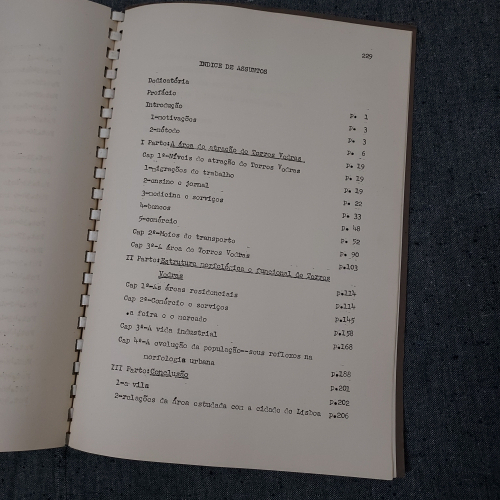 229
INDICE DE ASSUNTOS
Dedicatória
Prefácio
Introdução p. 1
1-motivações p. 3
2-método p. 3
I Parte:A área de atração de Torres Vedras p. 6
Cap 1º-Níveis de atração de Torres Vedras p. 19
1-migrações de trabalho p. 19
2-ensino e jornal p. 22
3-medicina e serviços p. 33
4-bancos p. 48
5-comércio p. 52
Cap 2º-Meios de transporte p. 90
Cap 3º-A Área de Torres Vedras p.103
II Parte:Estrutura morfológica e funcional de Torres
Vedras p.114
Cap 1º-As áreas residenciais p.114
Cap 2º-Comércio e serviços p.145
.a feira e o mercado p.158
Cap 3º-A vida industrial p.168
Cap 4º-A evolução da população--seus reflexos na
morfologia urbana p.188
III Parte:Conclusão p.201
1-a vila p.202
2-relações da área estudada com a cidade de Lisboa p.206